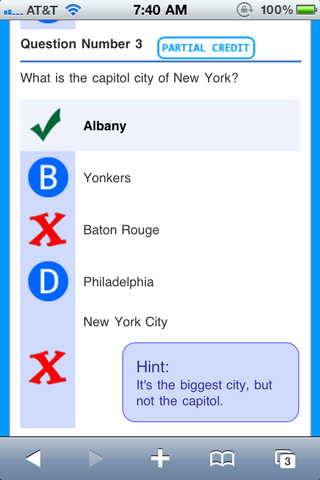 AT&T 7:40 AM 100%
Question Number 3 PARTIAL CREDIT
What is the capitol city of New York?
Albany
B Yonkers
X Baton Rouge
D Philadelphia
New York City
X
Hint:
It's the biggest city, but
not the capitol.
3